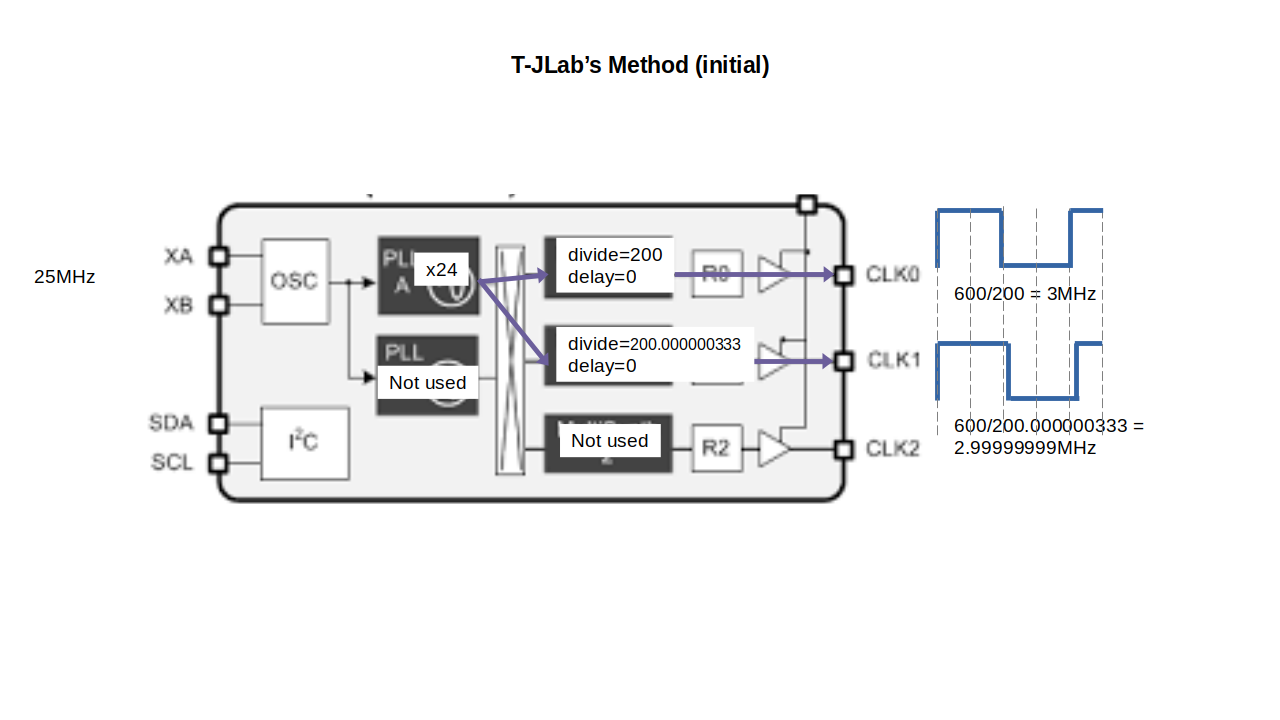 T-JLab’s Method (initial)
25MHz
XA
XB
SDA
SCL
OSC
I²C
PLL
A
x24
PLL
Not used
divide=200
delay=0
divide=200.000000333
delay=0
Not used
2
R0
R2
CLK0
CLK1
CLK2
600/200 = 3MHz
600/200.000000333 =
2.99999999MHz